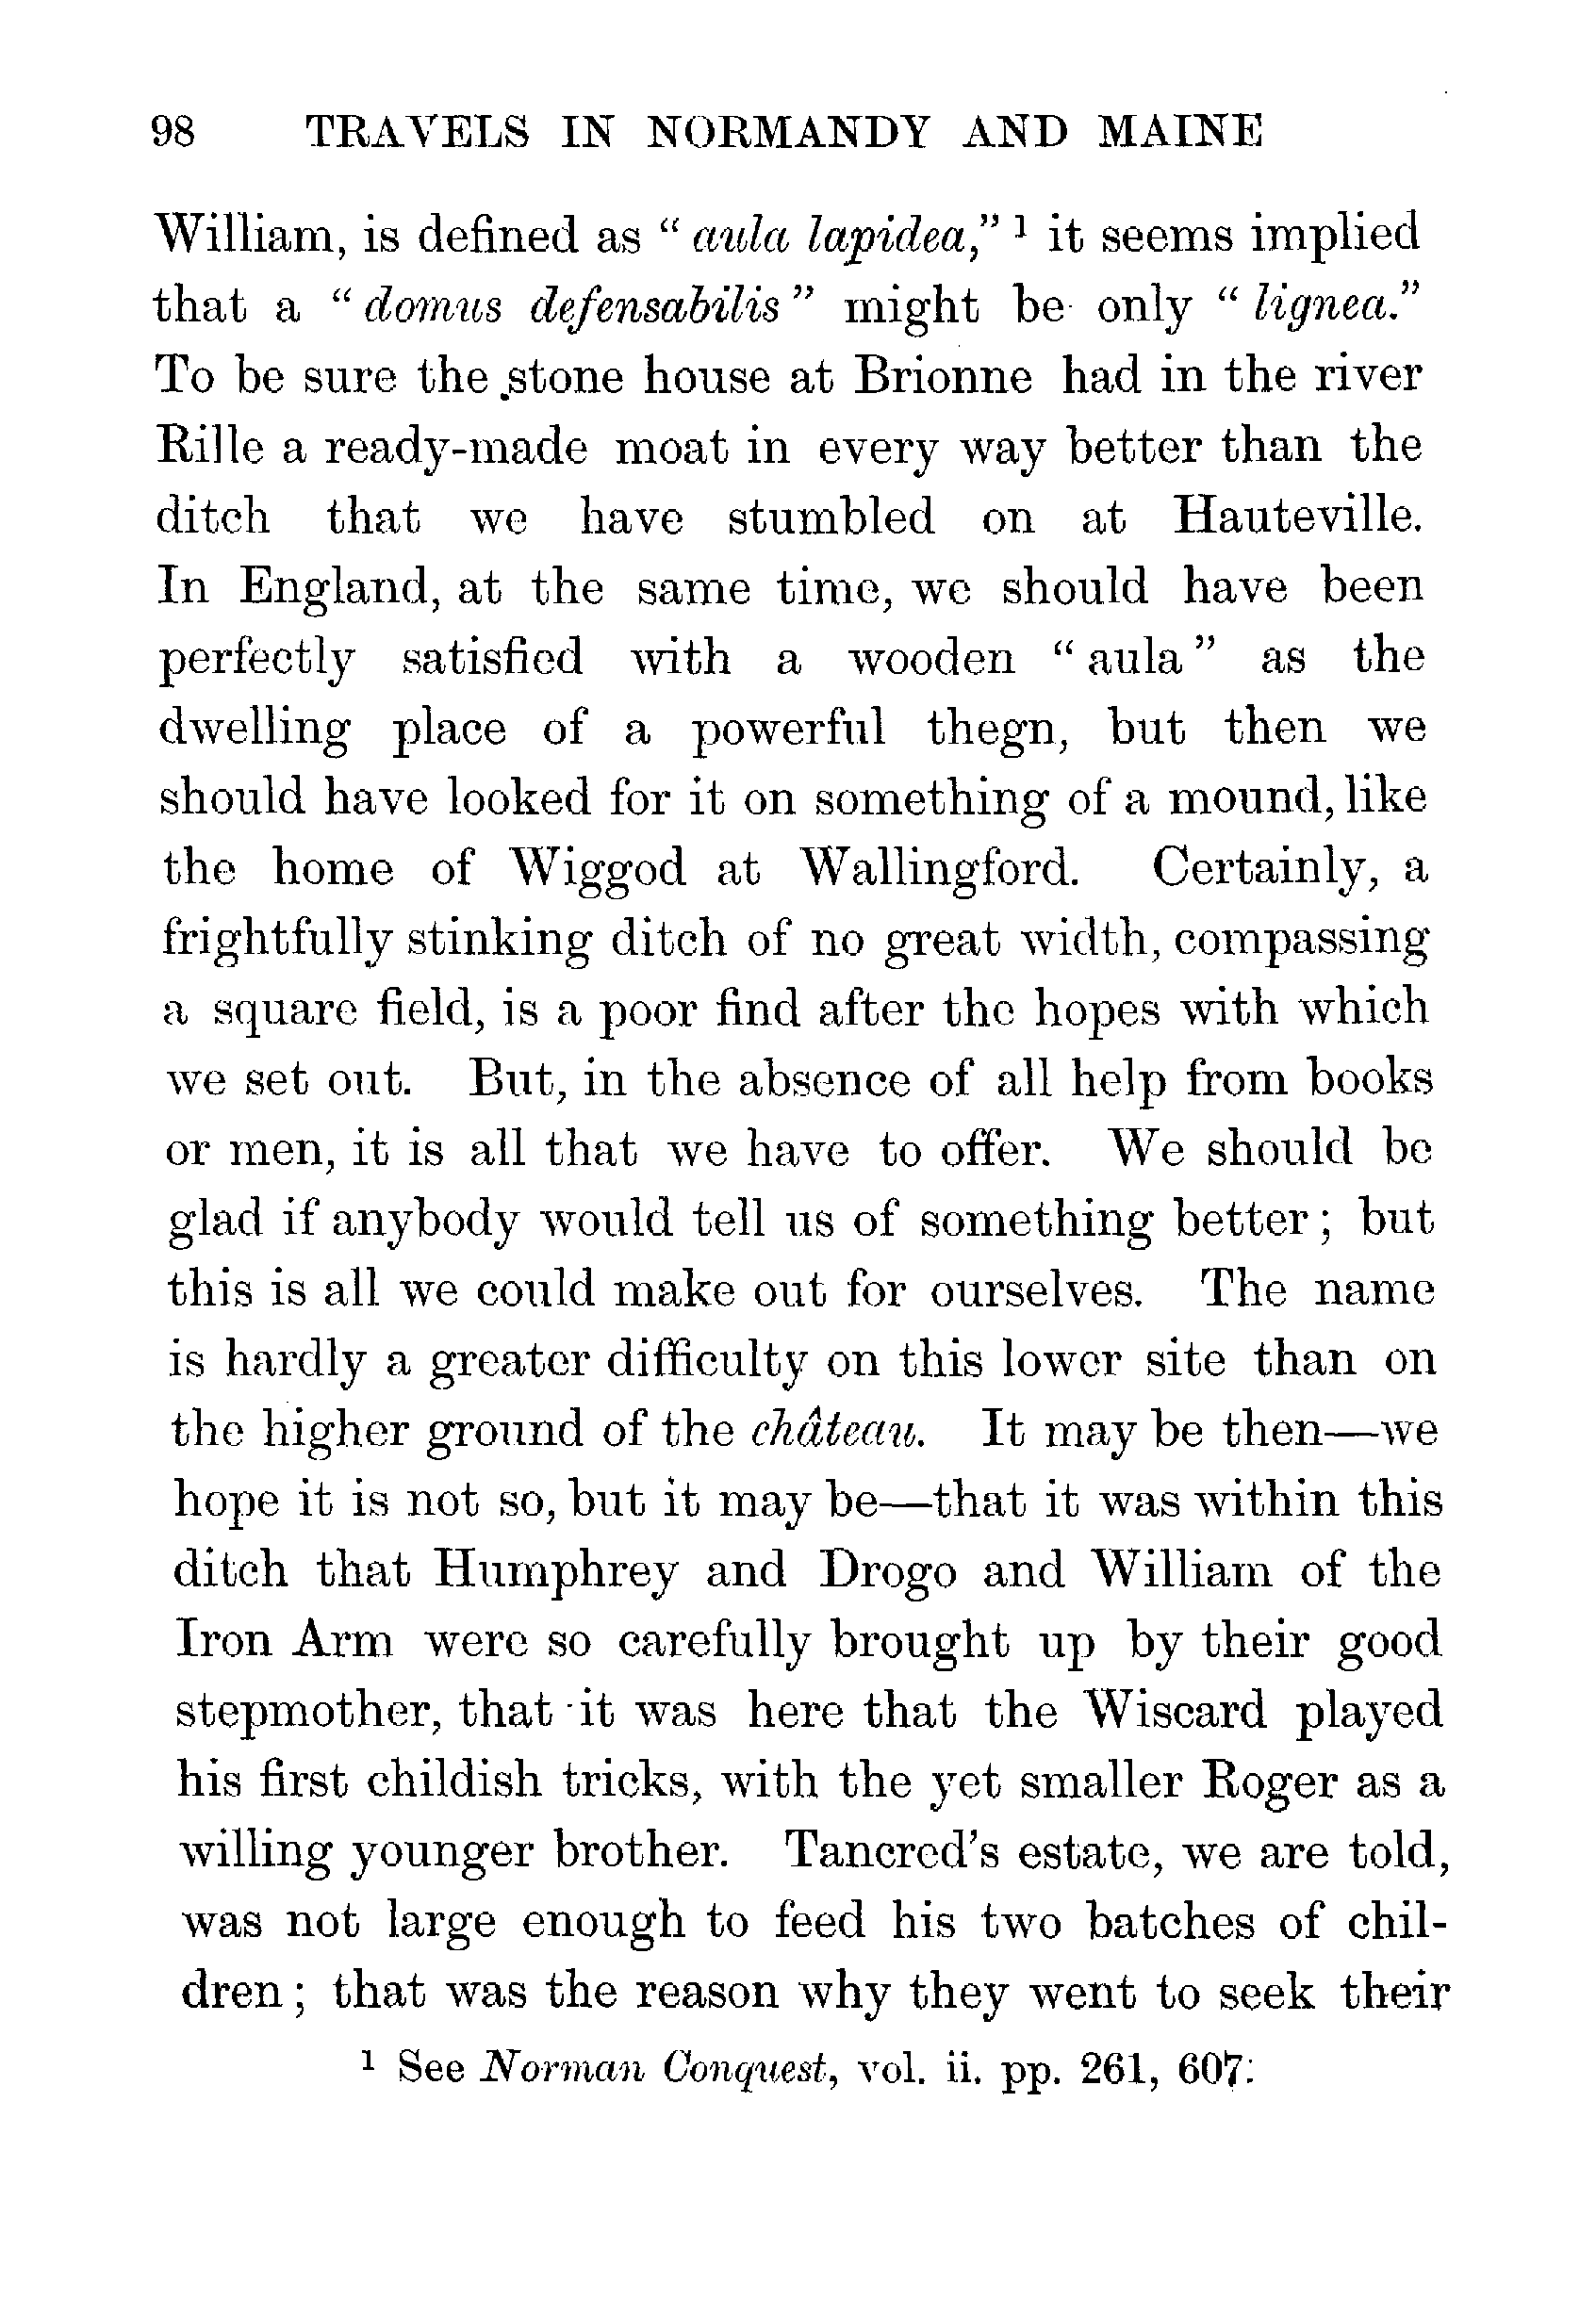 98 TRAVELS IN NORMANDY AND MAINE
William, is defined as “ aula lapidea,” ¹ it seems implied
that a “ domus defensabilis ” might be only “ lignea.”
To be sure the stone house at Brionne had in the river
Rille a ready-made moat in every way better than the
ditch that we have stumbled on at Hauteville.
In England, at the same time, we should have been
perfectly satisfied with a wooden “ aula ” as the
dwelling place of a powerful thegn, but then we
should have looked for it on something of a mound, like
the home of Wiggod at Wallingford. Certainly, a
frightfully stinking ditch of no great width, compassing
a square field, is a poor find after the hopes with which
we set out. But, in the absence of all help from books
or men, it is all that we have to offer. We should be
glad if anybody would tell us of something better ; but
this is all we could make out for ourselves. The name
is hardly a greater difficulty on this lower site than on
the higher ground of the château. It may be then—we
hope it is not so, but it may be—that it was within this
ditch that Humphrey and Drogo and William of the
Iron Arm were so carefully brought up by their good
stepmother, that it was here that the Wiscard played
his first childish tricks, with the yet smaller Roger as a
willing younger brother. Tancred’s estate, we are told,
was not large enough to feed his two batches of chil-
dren ; that was the reason why they went to seek their
¹ See Norman Conquest, vol. ii. pp. 261, 607.